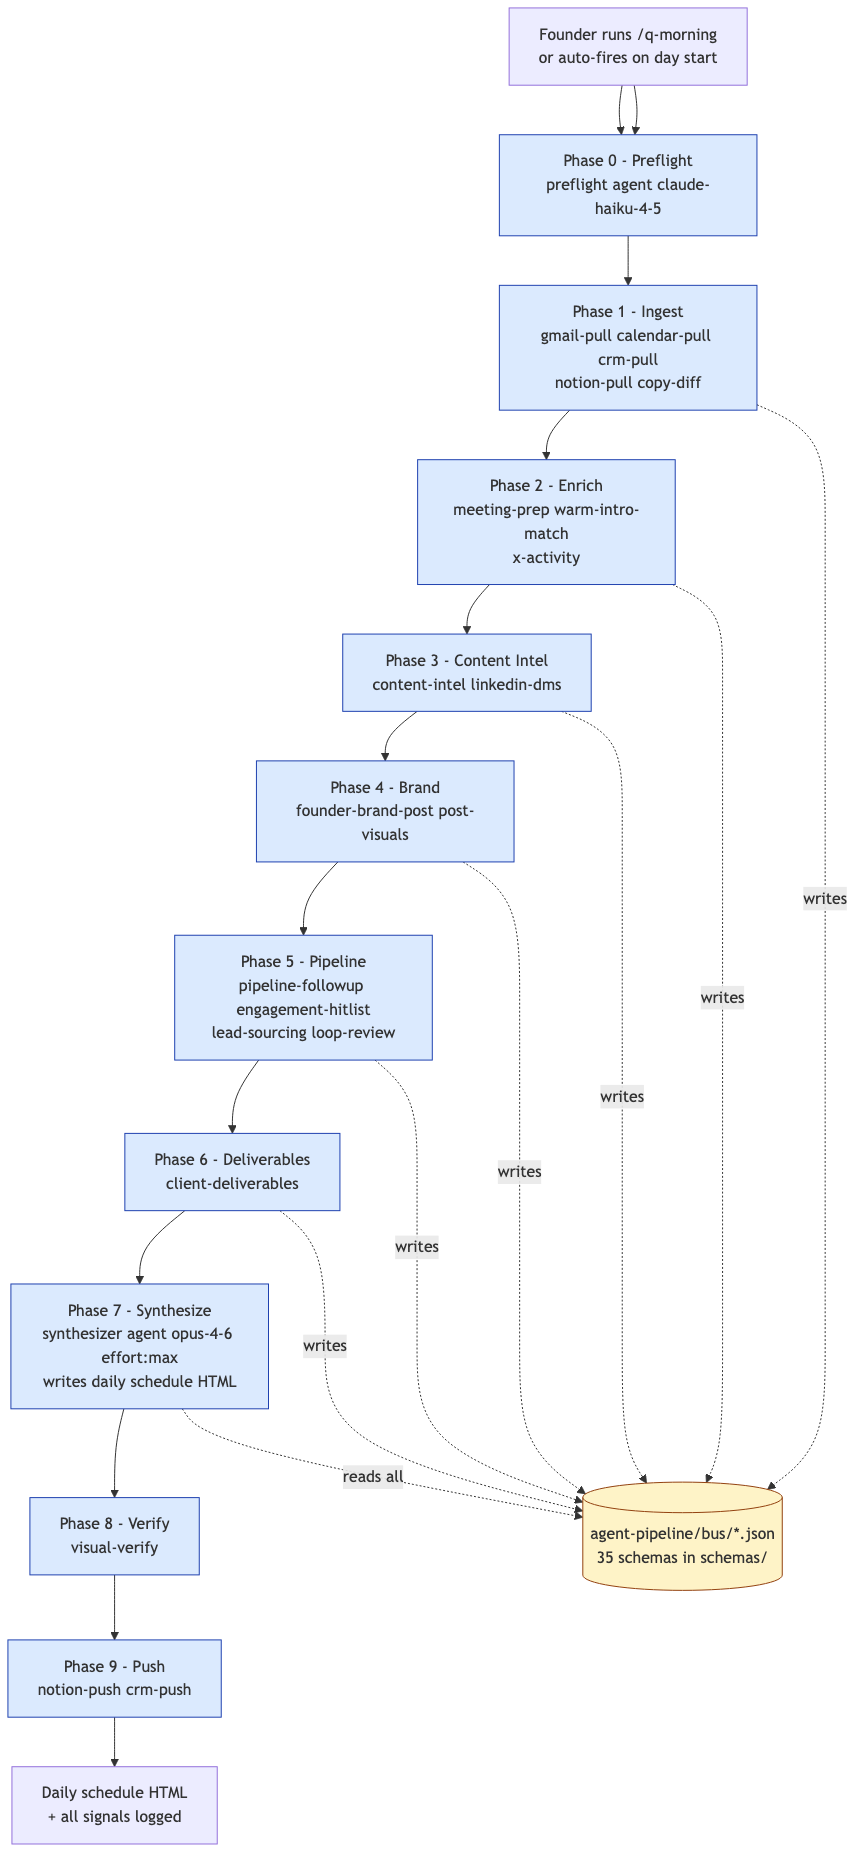 Founder runs /q-morning
or auto-fires on day start
Phase 0 - Preflight
preflight agent claude-
haiku-4-5
Phase 1 - Ingest
gmail-pull calendar-pull
crm-pull
notion-pull copy-diff
Phase 2 - Enrich
meeting-prep warm-intro-
match
x-activity
Phase 3 - Content Intel
content-intel linkedin-dms
Phase 4 - Brand
founder-brand-post post-
visuals
writes
Phase 5 - Pipeline
pipeline-followup
engagement-hitlist
lead-sourcing loop-review
writes
writes
Phase 6 - Deliverables
client-deliverables
writes
writes
Phase 7 - Synthesize
synthesizer agent opus-4-6
effort:max
writes daily schedule HTML
writes
reads all
Phase 8 - Verify
visual-verify
agent-pipeline/bus/*.json
35 schemas in schemas/
Phase 9 - Push
notion-push crm-push
Daily schedule HTML
+ all signals logged